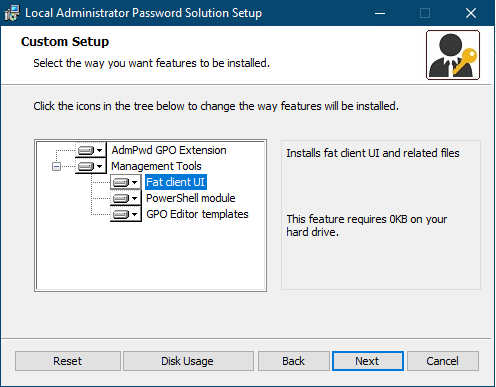 Local Administrator Password Solution Setup
Custom Setup
Select the way you want features to be installed.
Click the icons in the tree below to change the way features will be installed.
AdmPwd GPO Extension
Management Tools
Fat client UI
PowerShell module
GPO Editor templates
Installs fat client UI and related files
This feature requires 0KB on your
hard drive.
Reset
Disk Usage
Back
Next
Cancel